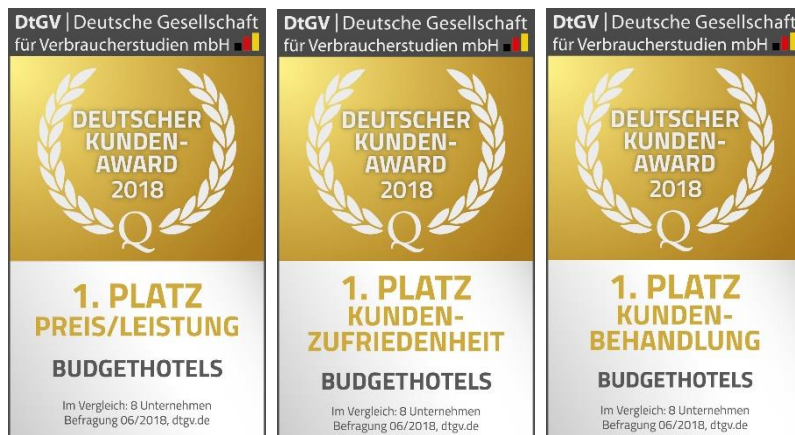 DtGV | Deutsche Gesellschaft
für Verbraucherstudien mbH
DEUTSCHER
KUNDEN-
AWARD
2018
Q
1. PLATZ
PREIS/LEISTUNG
BUDGETHOTELS
Im Vergleich: 8 Unternehmen
Befragung 06/2018, dtgv.de
DtGV | Deutsche Gesellschaft
für Verbraucherstudien mbH
DEUTSCHER
KUNDEN-
AWARD
2018
Q
1. PLATZ
KUNDEN-
ZUFRIEDENHEIT
BUDGETHOTELS
Im Vergleich: 8 Unternehmen
Befragung 06/2018, dtgv.de
DtGV | Deutsche Gesellschaft
für Verbraucherstudien mbH
DEUTSCHER
KUNDEN-
AWARD
2018
Q
1. PLATZ
KUNDEN-
BEHANDLUNG
BUDGETHOTELS
Im Vergleich: 8 Unternehmen
Befragung 06/2018, dtgv.de